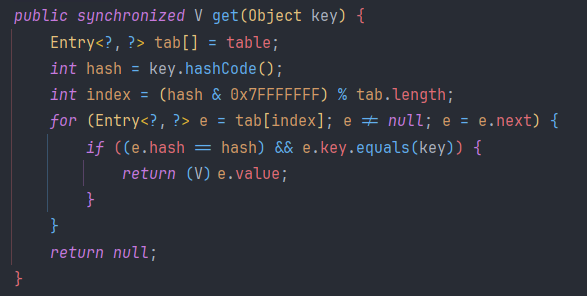 public synchronized V get(Object key) {
    Entry<?,?> tab[] = table;
    int hash = key.hashCode();
    int index = (hash & 0x7FFFFFFF) % tab.length;
    for (Entry<?,?> e = tab[index]; e != null; e = e.next) {
        if ((e.hash == hash) && e.key.equals(key)) {
            return (V) e.value;
        }
    }
    return null;
}